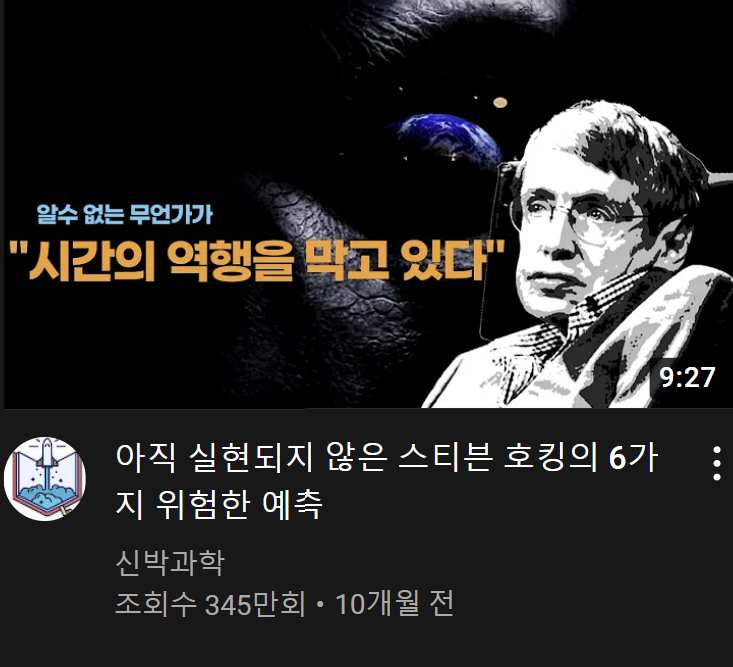 알수 없는 무언가가
"시간의 역행을 막고 있다"
9:27
아직 실현되지 않은 스티븐 호킹의 6가
지 위험한 예측
신박과학
조회수 345만회 • 10개월 전